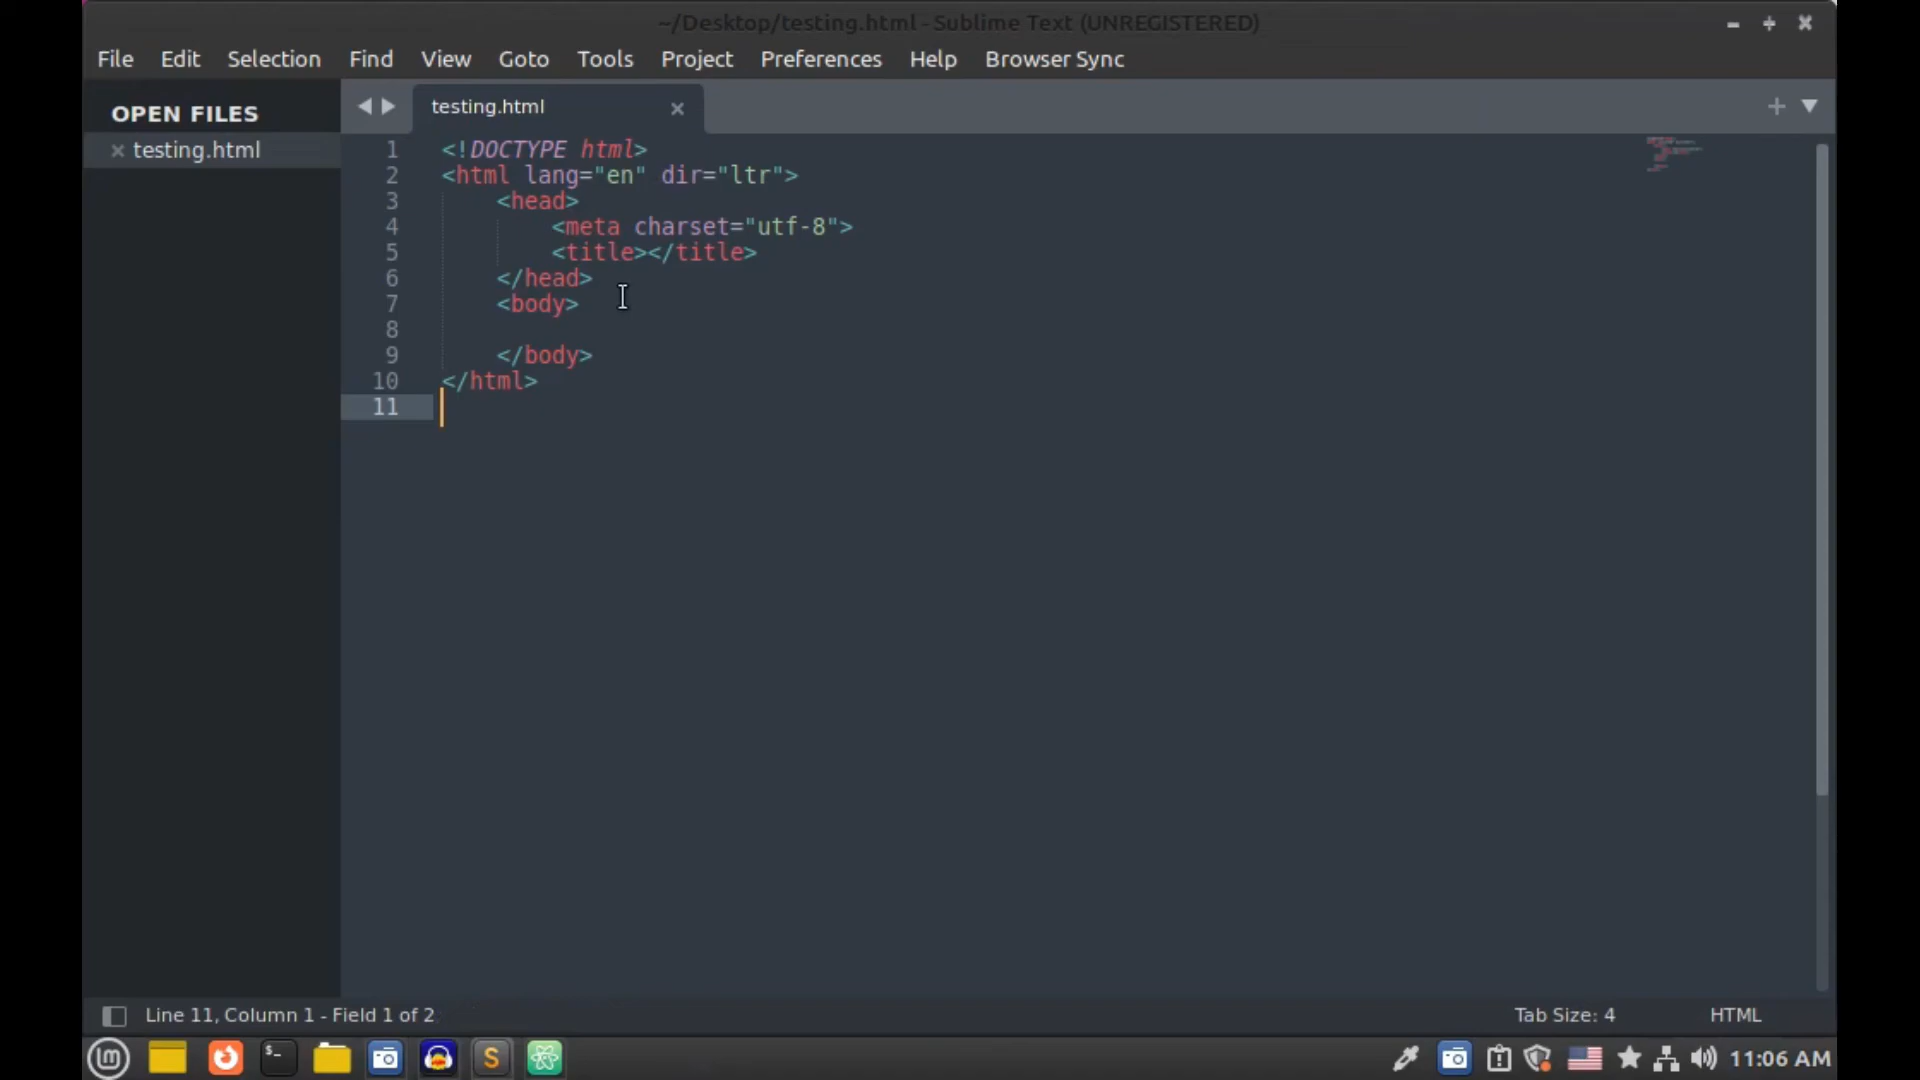 ~/Desktop/testing.html - Sublime Text (UNREGISTERED)
File Edit Selection Find View Goto Tools Project Preferences Help Browser Sync
OPEN FILES
testing.html
testing.html
1 <!DOCTYPE html>
2 <html lang="en" dir="ltr">
3 <head>
4 <meta charset="utf-8">
5 <title></title>
6 </head>
7 <body>
8
9 </body>
10 </html>
11
Line 11, Column 1 - Field 1 of 2 Tab Size: 4 HTML
11:06 AM